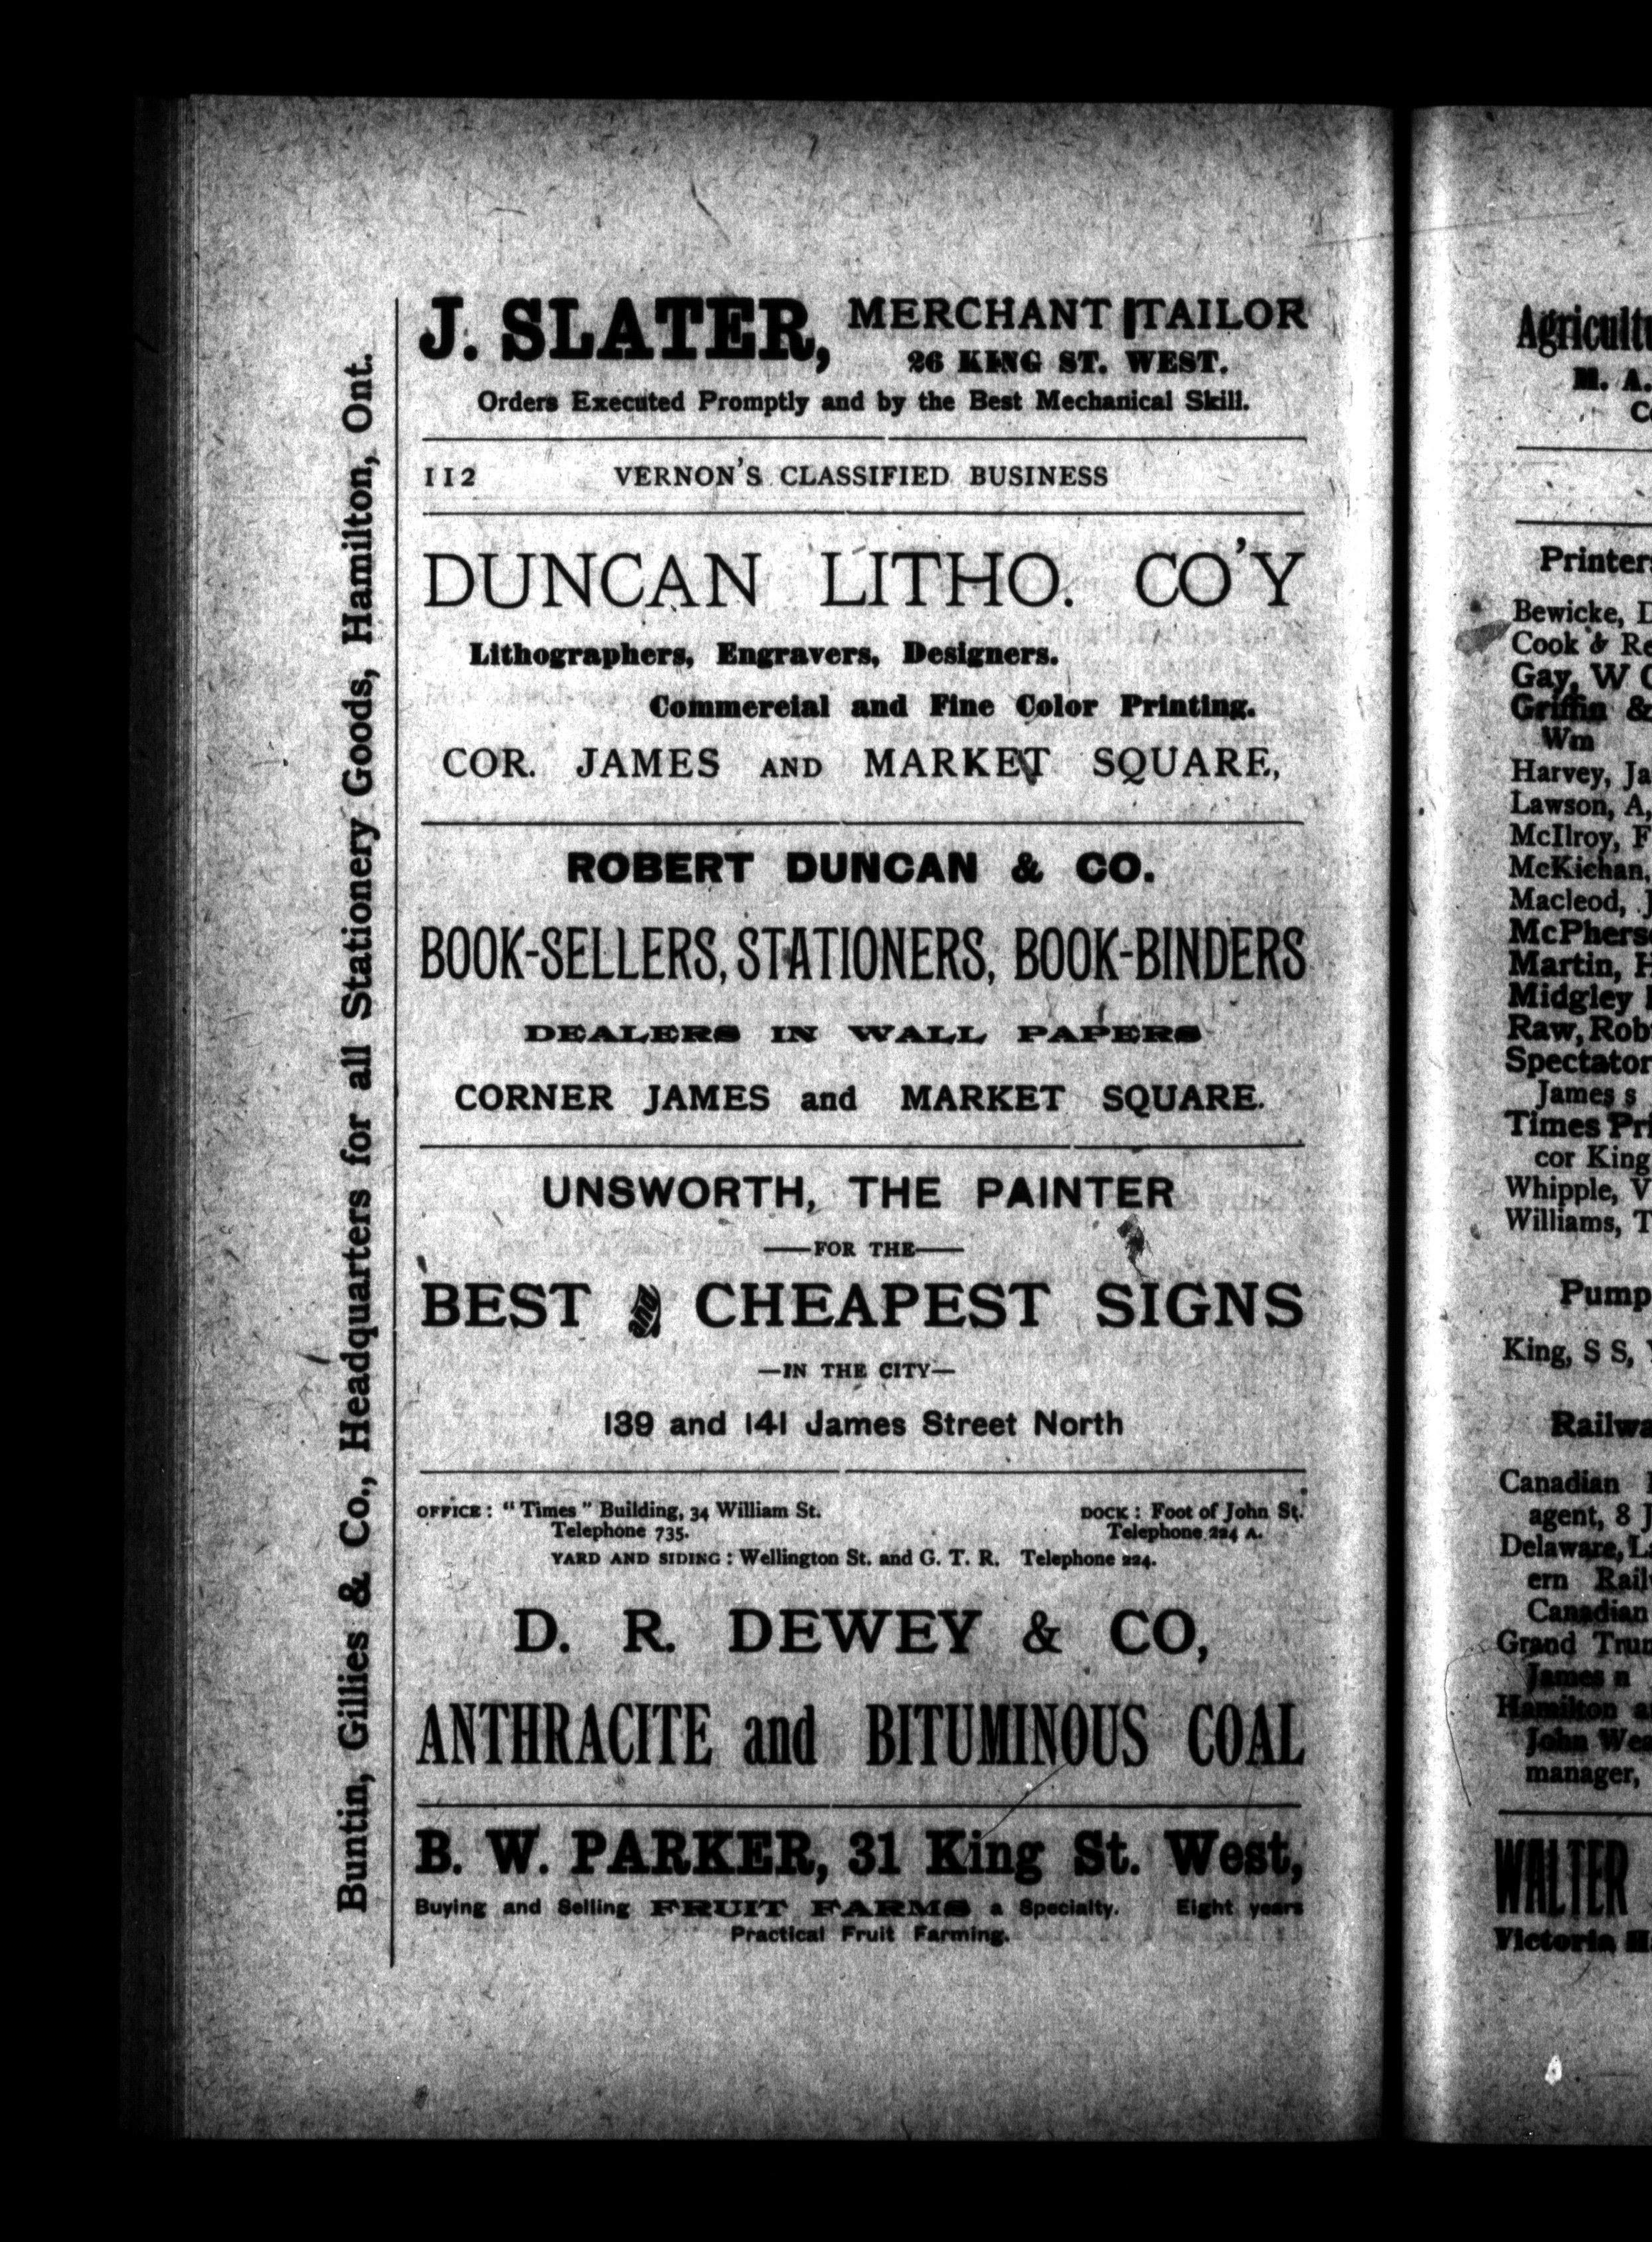 Buntin, Gillies & Co., Headquarters for all Stationery Goods, Hamilton, Ont.
J. SLATER, MERCHANT TAILOR
26 KING ST. WEST.
Orders Executed Promptly and by the Best Mechanical Skill.
112 VERNON'S CLASSIFIED BUSINESS
DUNCAN LITHO. CO'Y
Lithographers, Engravers, Designers.
Commercial and Fine Color Printing.
COR. JAMES AND MARKET SQUARE,
ROBERT DUNCAN & CO.
BOOK-SELLERS, STATIONERS, BOOK-BINDERS
DEALERS IN WALL PAPERS
CORNER JAMES and MARKET SQUARE.
UNSWORTH, THE PAINTER
—FOR THE—
BEST and CHEAPEST SIGNS
—IN THE CITY—
139 and 141 James Street North
OFFICE: "Times" Building, 34 William St. DOCK: Foot of John St.
Telephone 735. Telephone 224 A.
YARD AND SIDING: Wellington St. and G. T. R. Telephone 224.
D. R. DEWEY & CO,
ANTHRACITE and BITUMINOUS COAL
B. W. PARKER, 31 King St. West,
Buying and Selling FRUIT FARMS a Specialty. Eight years
Practical Fruit Farming.
M. A.
Printer
Bewicke,
Cook &
Gay, W
Griffin &
Wm
Harvey,
Lawson, A,
McIlroy, F
McKichan,
Macleod,
Martin,
Midgley
Raw, Rob
Spectator
James s
Times
cor King
Whipple,
Williams, T
Pump
King, S S,
Canadian
agent, 8
Delaware,
ern
Canadian
Grand
James n
Hamilton
John
manager,
WALTER
Victoria